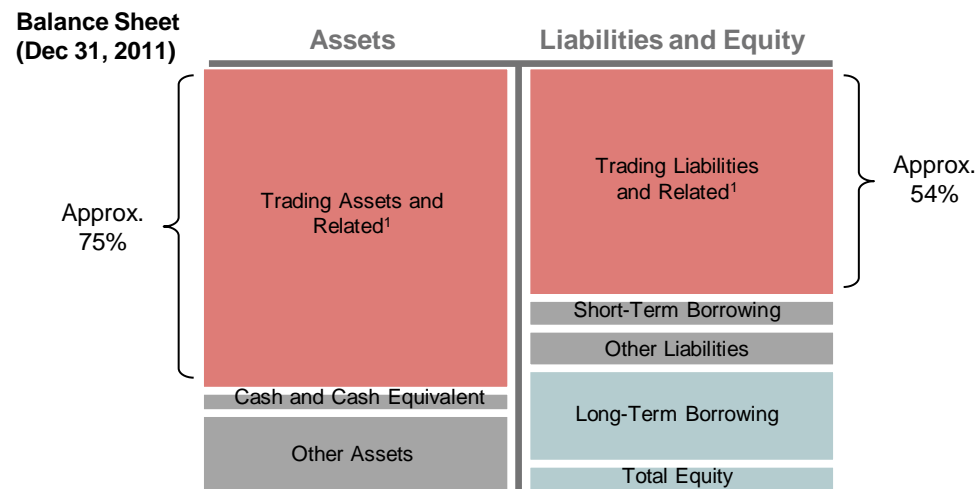 Balance Sheet
(Dec 31, 2011)
Assets
Liabilities and Equity
Approx.
75%
Trading Assets and
Related¹
Cash and Cash Equivalent
Other Assets
Trading Liabilities
and Related¹
Short-Term Borrowing
Other Liabilities
Long-Term Borrowing
Total Equity
Approx.
54%